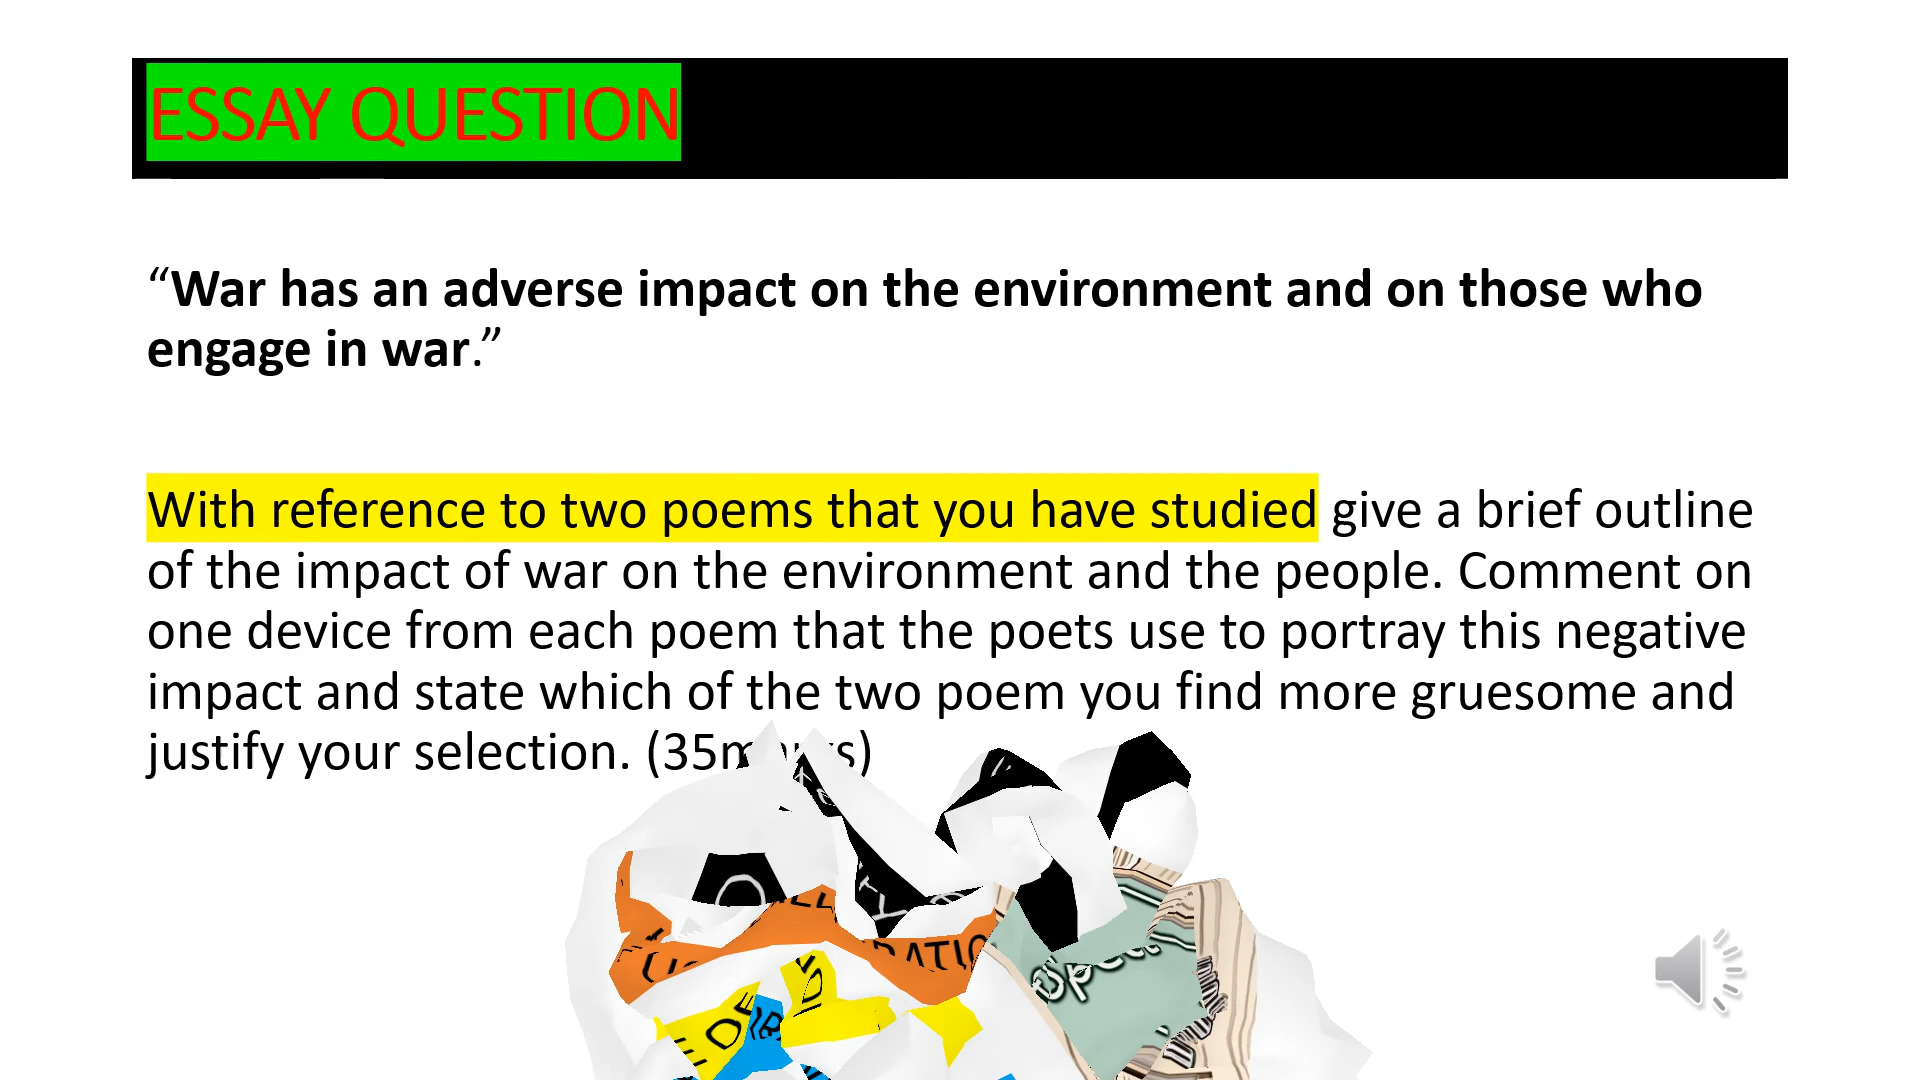 ESSAY QUESTION
“War has an adverse impact on the environment and on those who
engage in war.”
With reference to two poems that you have studied give a brief outline
of the impact of war on the environment and the people. Comment on
one device from each poem that the poets use to portray this negative
impact and state which of the two poem you find more gruesome and
justify your selection.